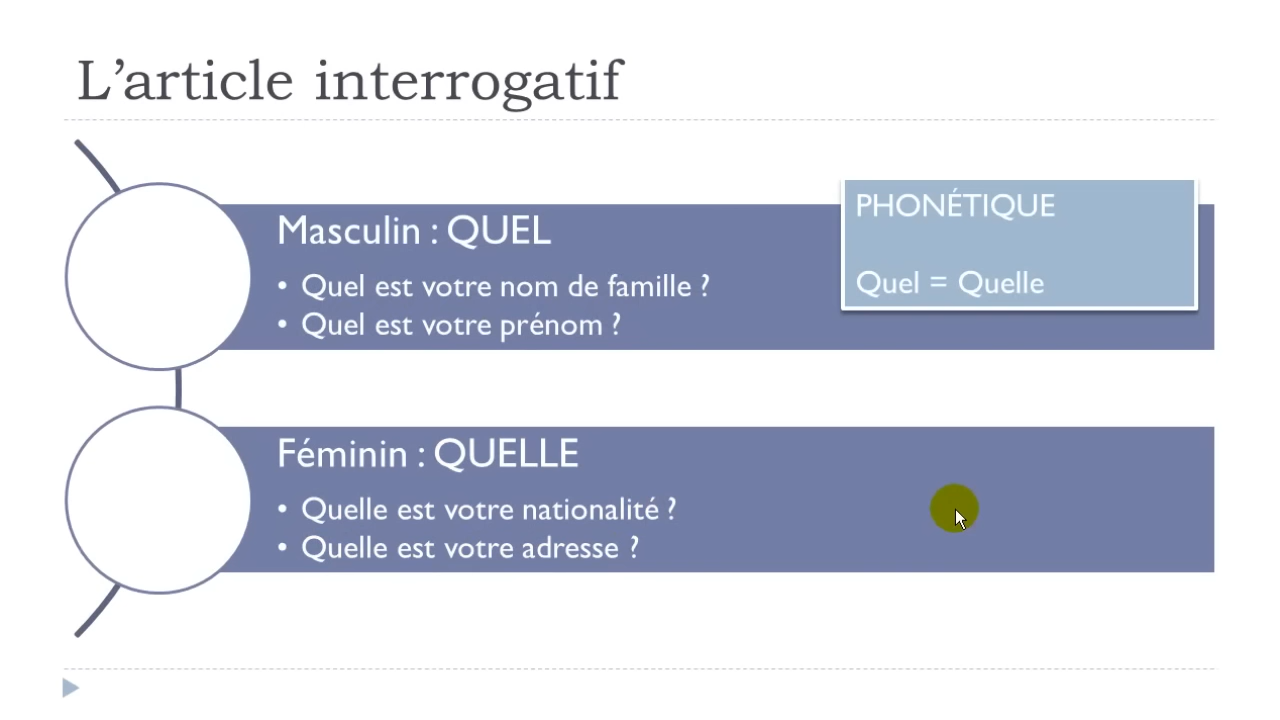 L’article interrogatif
Masculin : QUEL
• Quel est votre nom de famille ?
• Quel est votre prénom ?
PHONÉTIQUE
Quel = Quelle
Féminin : QUELLE
• Quelle est votre nationalité ?
• Quelle est votre adresse ?